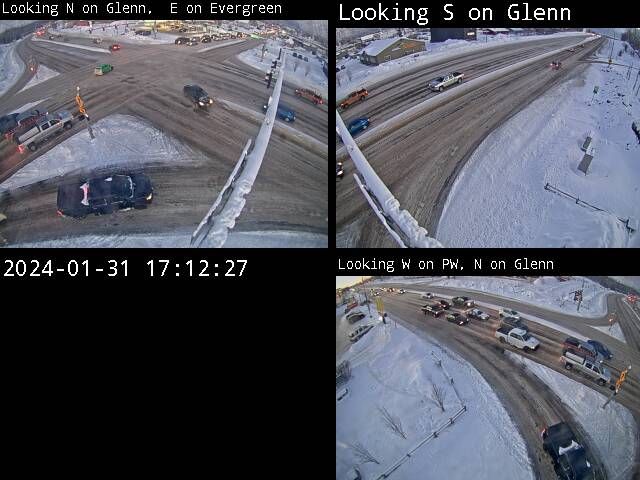 Looking N on Glenn,  E on Evergreen
Looking S on Glenn
2024-01-31 17:12:27
Looking W on PW, N on Glenn